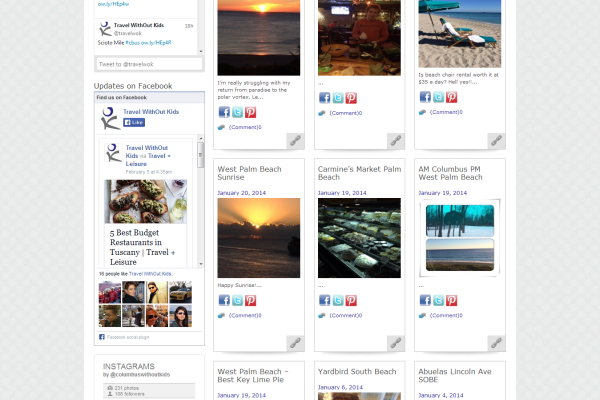 ow.ly/HEp4w
Travel WithOut Kids
@travelwok
Scioto Mile #cbus ow.ly/HEp4R
Tweet to @travelwok
Updates on Facebook
Find us on Facebook
Travel WithOut Kids
Like
Travel WithOut
Kids via Travel +
Leisure
February 5 at 4:35am
5 Best Budget
Restaurants in
Tuscany | Travel +
Leisure
16 people like Travel WithOut Kids.
Facebook social plugin
INSTAGRAMS
by @columbuswithoutkids
231 photos
108 followers
I'm really struggling with my
return from paradise to the
polar vortex. Le...
(Comment)0
...
(Comment)0
Is beach chair rental worth it at
$35 a day? Hell yes!!...
(Comment)0
West Palm Beach
Sunrise
January 20, 2014
Happy Sunrise!...
(Comment)0
Carmine's Market Palm
Beach
January 19, 2014
...
(Comment)0
AM Columbus PM
West Palm Beach
January 19, 2014
...
(Comment)0
West Palm Beach –
Best Key Lime Pie
January 19, 2014
Yardbird South Beach
January 6, 2014
Abuelas Lincoln Ave
SOBE
January 4, 2014